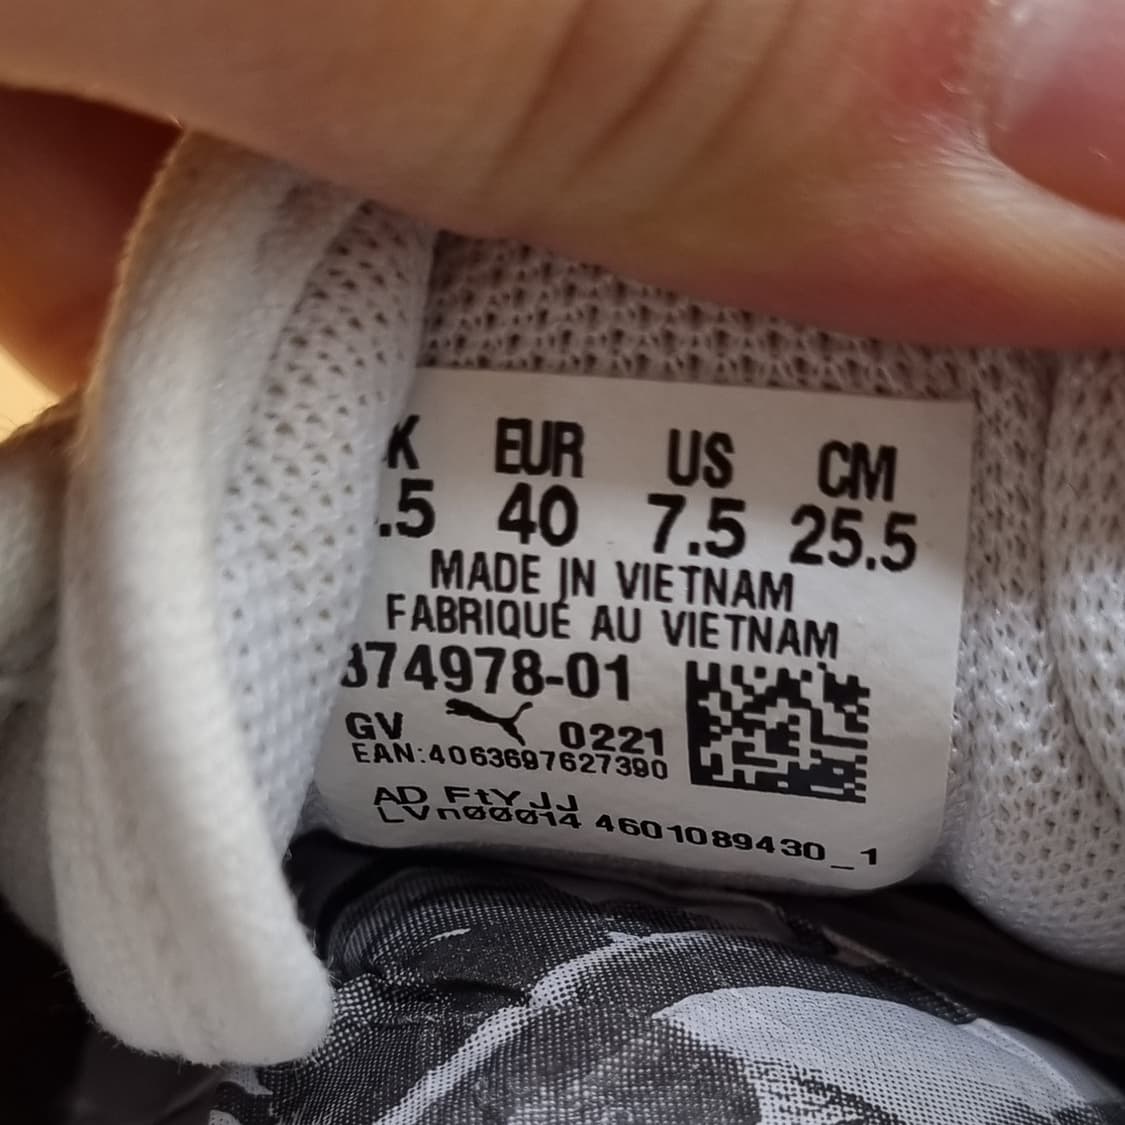 K EUR US CM
.5 40 7.5 25.5
MADE IN VIETNAM
FABRIQUÉ AU VIETNAM
374978-01
GV 0221
EAN:4063697627390
AD FtYJJ
LVn00014 4601089430_1